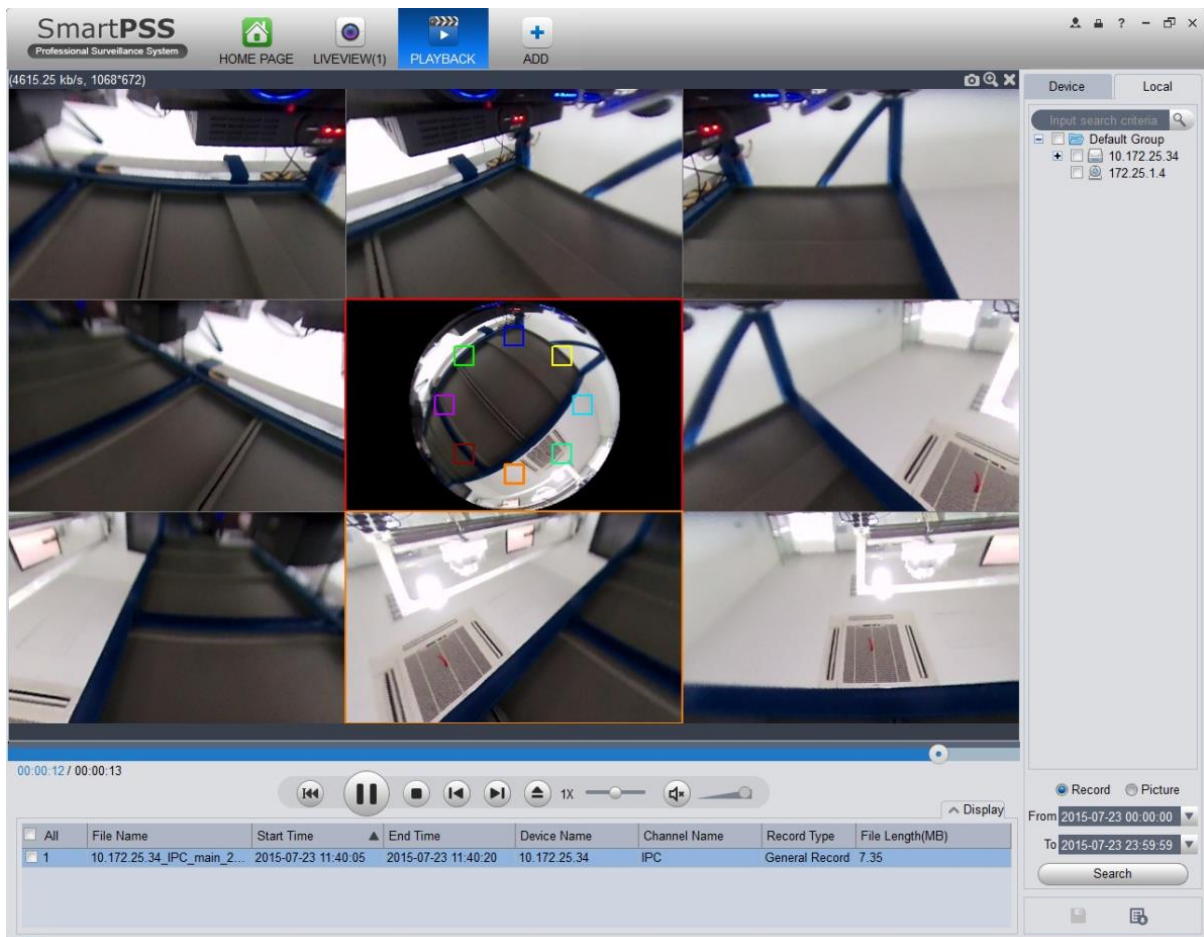 SmartPSS
Professional Surveillance System
HOME PAGE
LIVEVIEW(1)
PLAYBACK
ADD
?
(4615.25 kb/s, 1068*672)
Device
Local
Input search criteria
Default Group
10.172.25.34
172.25.1.4
00:00:12 / 00:00:13
1X
Display
Record
Picture
From 2015-07-23 00:00:00
To 2015-07-23 23:59:59
Search
All File Name Start Time End Time Device Name Channel Name Record Type File Length(MB)
1 10.172.25.34_IPC_main_2... 2015-07-23 11:40:05 2015-07-23 11:40:20 10.172.25.34 IPC General Record 7.35